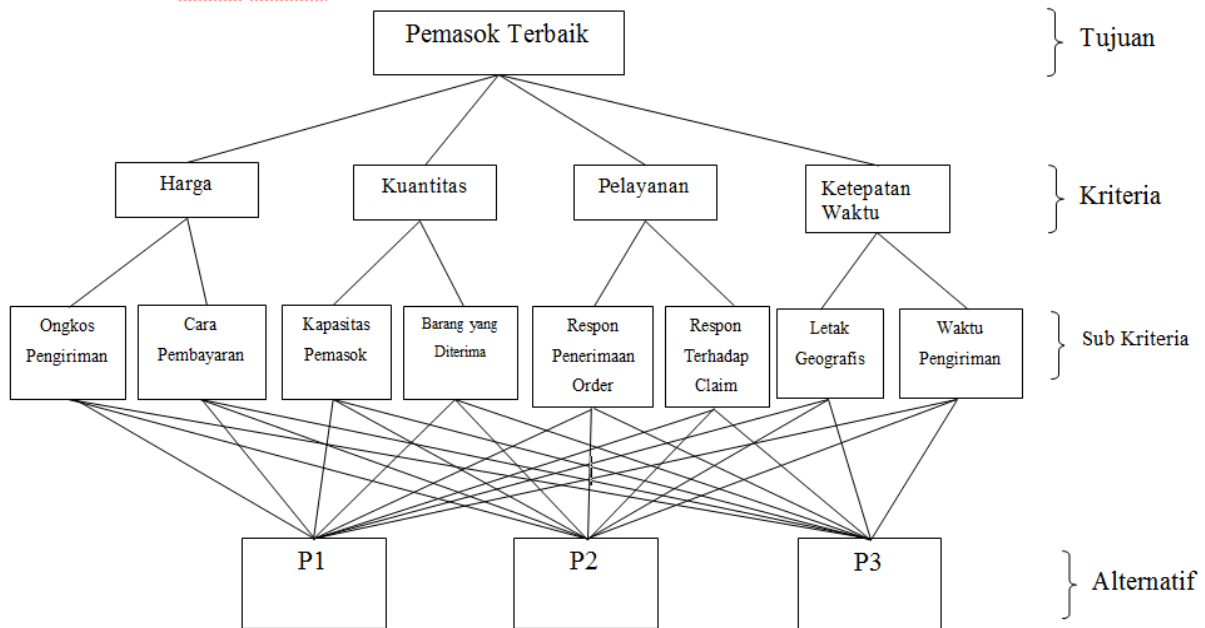 Pemasok Terbaik
Tujuan
Harga
Kuantitas
Pelayanan
Ketepatan
Waktu
Kriteria
Ongkos
Pengiriman
Cara
Pembayaran
Kapasitas
Pemasok
Barang yang
Diterima
Respon
Penerimaan
Order
Respon
Terhadap
Claim
Letak
Geografis
Waktu
Pengiriman
Sub Kriteria
P1
P2
P3
Alternatif